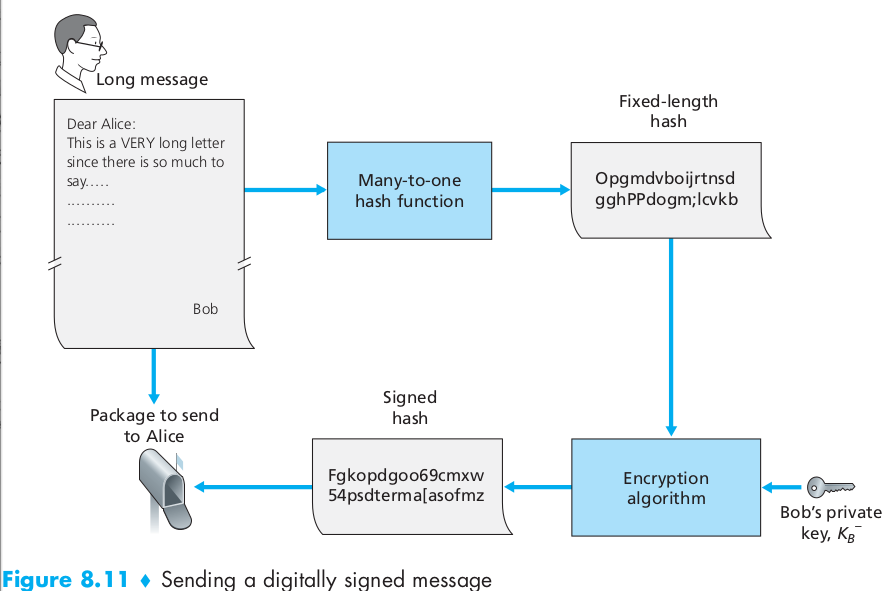 Long message
Dear Alice:
This is a VERY long letter
since there is so much to
say.....
..........
..........
Bob
Many-to-one
hash function
Fixed-length
hash
Opgmdvboijrtnsd
gghPPdogm;lcvkb
Package to send
to Alice
Signed
hash
Fgkopdgoo69cmxw
54psdterma[asofmz
Encryption
algorithm
Bob’s private
key, K_B^–
Figure 8.11 ♦ Sending a digitally signed message